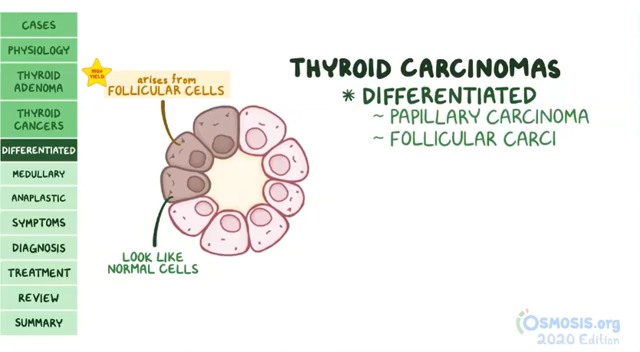 CASES
PHYSIOLOGY
THYROID
ADENOMA
THYROID
CANCERS
DIFFERENTIATED
MEDULLARY
ANAPLASTIC
SYMPTOMS
DIAGNOSIS
TREATMENT
REVIEW
SUMMARY
HIGH
YIELD
arises from
FOLLICULAR CELLS
LOOK LIKE
NORMAL CELLS
THYROID CARCINOMAS
* DIFFERENTIATED
~ PAPILLARY CARCINOMA
~ FOLLICULAR CARCI
OSMOSIS.org
2020 Edition